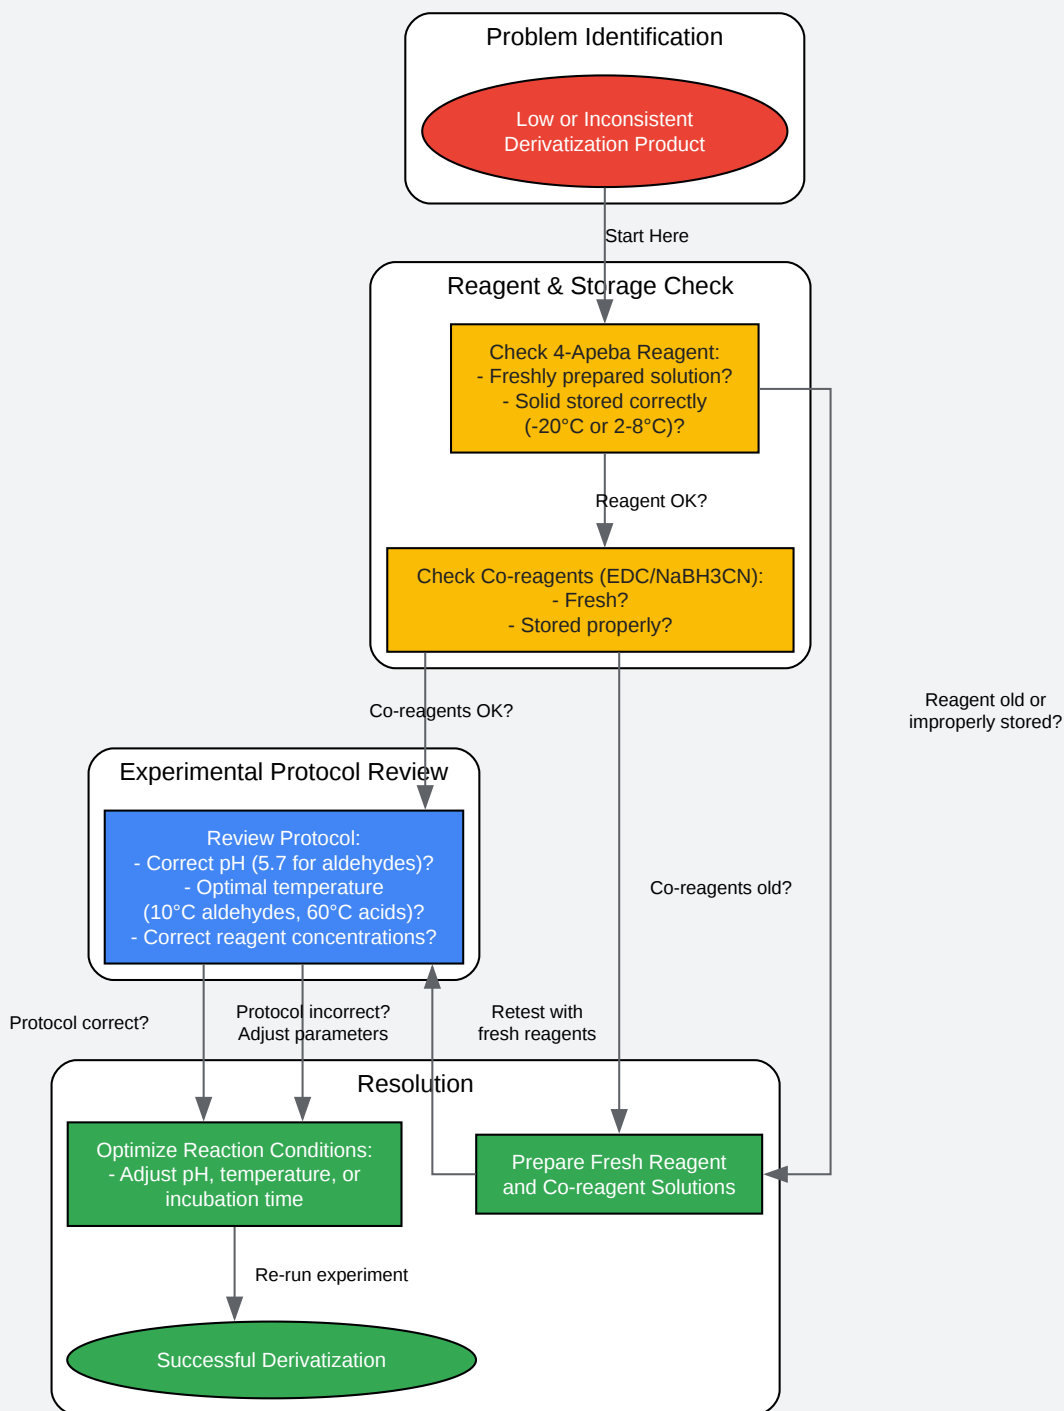 Problem Identification
Low or Inconsistent
Derivatization Product
Start Here
Reagent & Storage Check
Check 4-Apeba Reagent:
- Freshly prepared solution?
- Solid stored correctly
(-20°C or 2-8°C)?
Reagent OK?
Check Co-reagents (EDC/NaBH3CN):
- Fresh?
- Stored properly?
Co-reagents OK?
Reagent old or
improperly stored?
Experimental Protocol Review
Review Protocol:
- Correct pH (5.7 for aldehydes)?
- Optimal temperature
(10°C aldehydes, 60°C acids)?
- Correct reagent concentrations?
Co-reagents old?
Protocol correct?
Protocol incorrect?
Adjust parameters
Retest with
fresh reagents
Resolution
Optimize Reaction Conditions:
- Adjust pH, temperature, or
incubation time
Prepare Fresh Reagent
and Co-reagent Solutions
Re-run experiment
Successful Derivatization